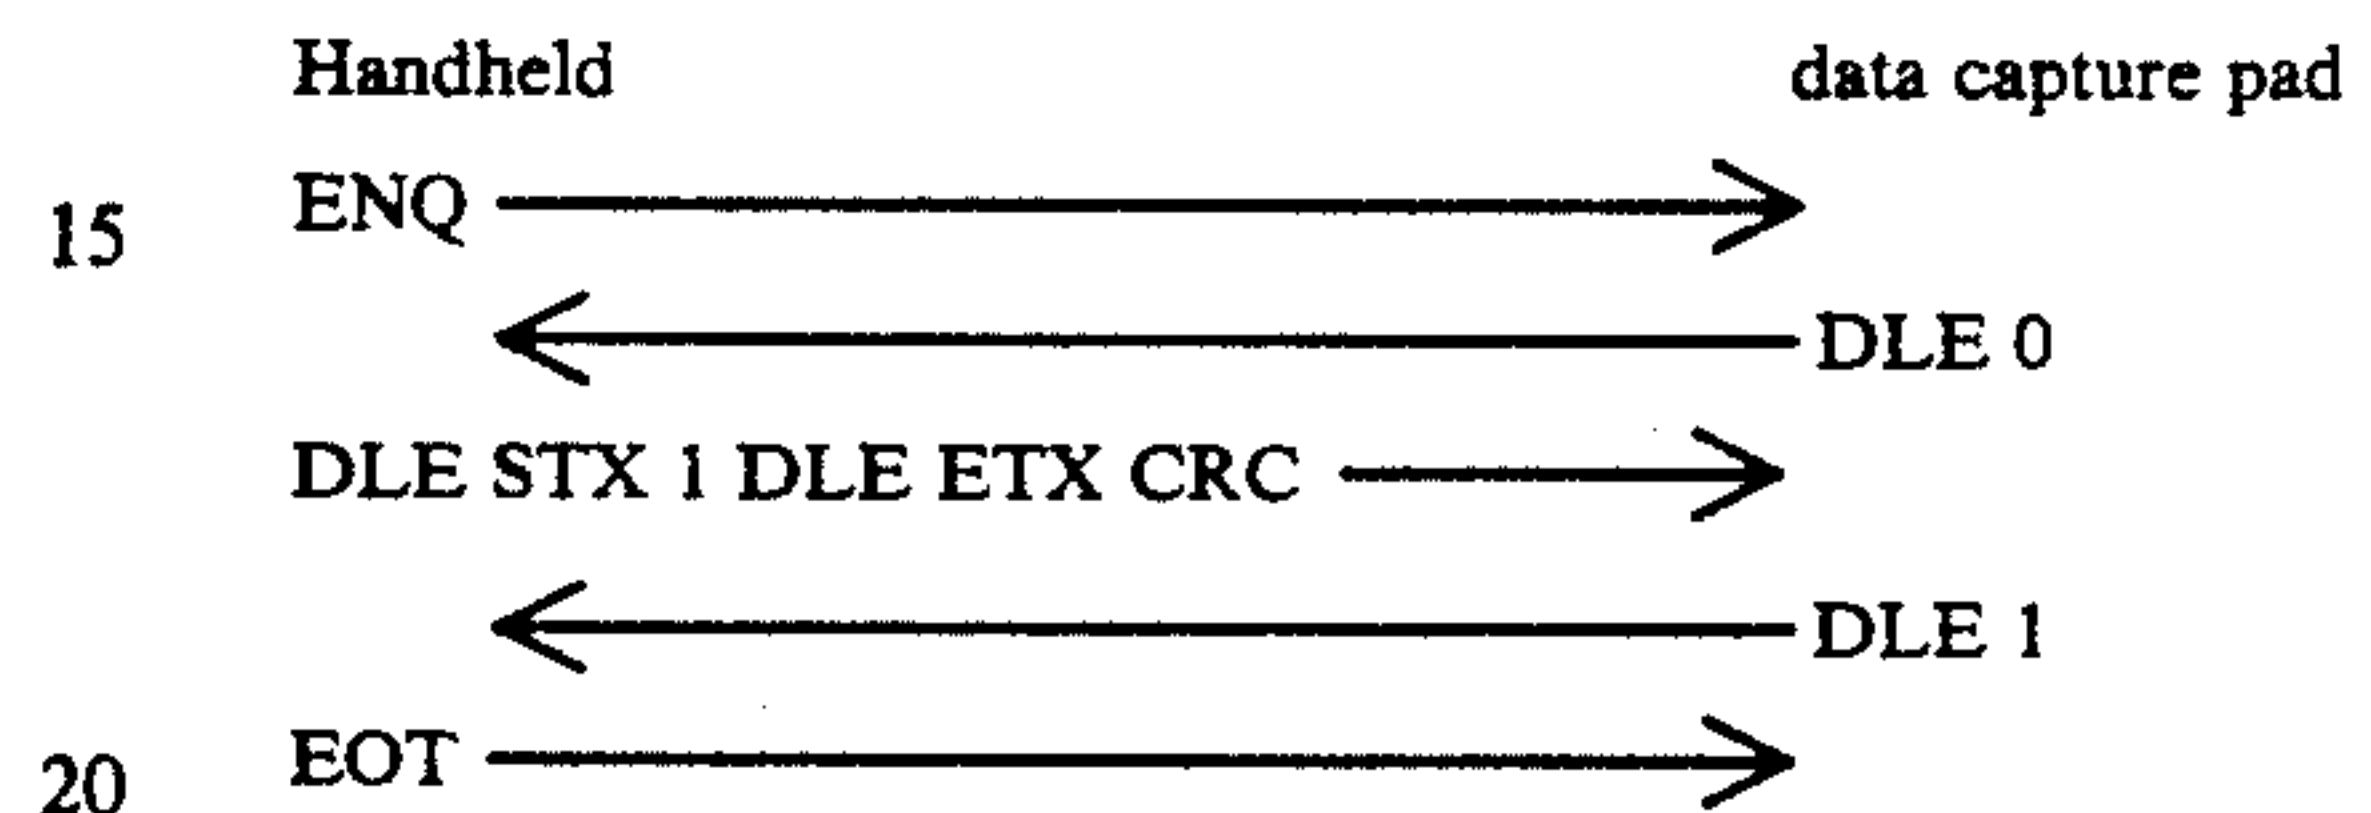 Handheld data capture pad
15 ENQ
DLE 0
DLE STX 1 DLE ETX CRC
DLE 1
20 EOT